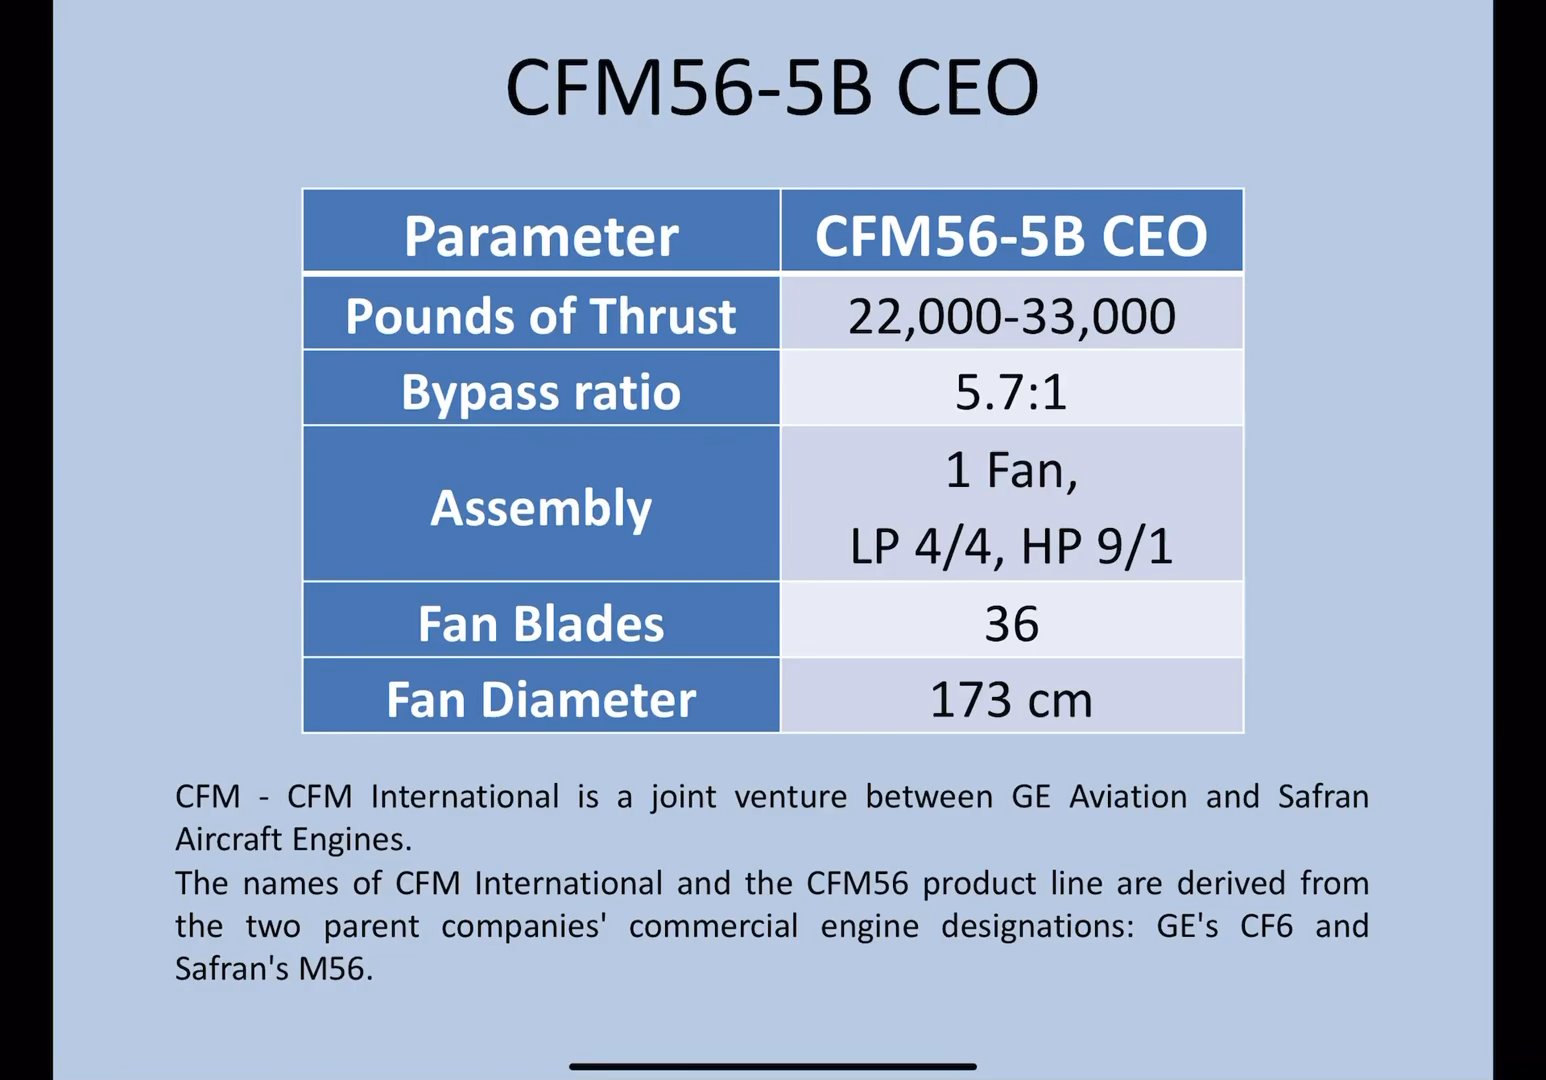 CFM56-5B CEO
Parameter
CFM56-5B CEO
Pounds of Thrust
22,000-33,000
Bypass ratio
5.7:1
Assembly
1 Fan,
LP 4/4, HP 9/1
Fan Blades
36
Fan Diameter
173 cm
CFM - CFM International is a joint venture between GE Aviation and Safran
Aircraft Engines.
The names of CFM International and the CFM56 product line are derived from
the two parent companies' commercial engine designations: GE's CF6 and
Safran's M56.